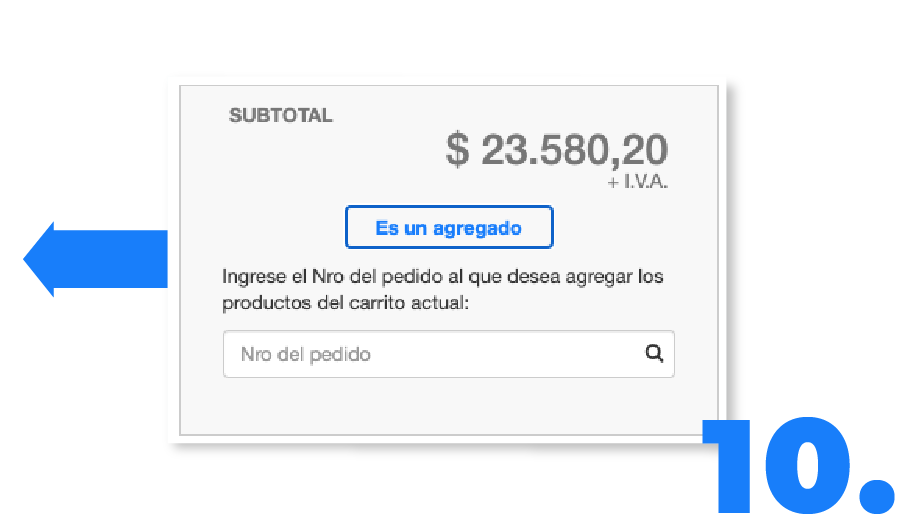 SUBTOTAL
$ 23.580,20
+ I.V.A.
Es un agregado
Ingrese el Nro del pedido al que desea agregar los
productos del carrito actual:
Nro del pedido
10.